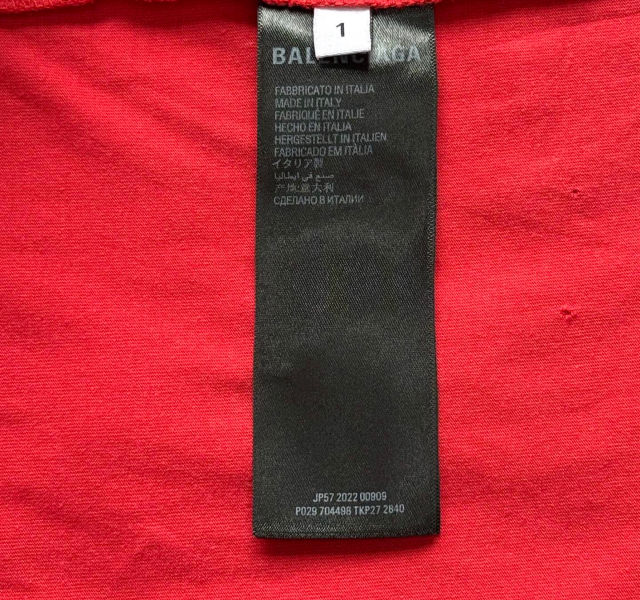 1
BALENCIAGA
FABBRICATO IN ITALIA
MADE IN ITALY
FABRIQUÉ EN ITALIE
HECHO EN ITALIA
HERGESTELLT IN ITALIEN
FABRICADO EM ITÁLIA
イタリア製
صنع في ايطاليا
产地:意大利
СДЕЛАНО В ИТАЛИИ
JP57 2022 00909
P029 704498 TKP27 2840